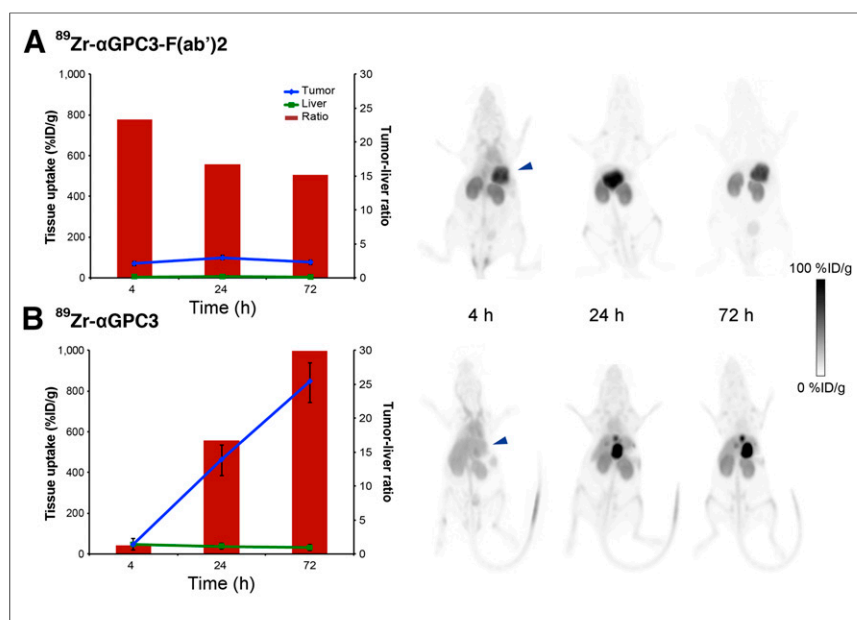 A 89Zr-αGPC3-F(ab’)2
1,000
800
600
400
200
0
Tissue uptake (%ID/g)
30
25
20
15
10
5
0
Tumor-liver ratio
Tumor
Liver
Ratio
4 24 72
Time (h)
4 h 24 h 72 h
100 %ID/g
0 %ID/g
B 89Zr-αGPC3
1,000
800
600
400
200
0
Tissue uptake (%ID/g)
30
25
20
15
10
5
0
Tumor-liver ratio
4 24 72
Time (h)